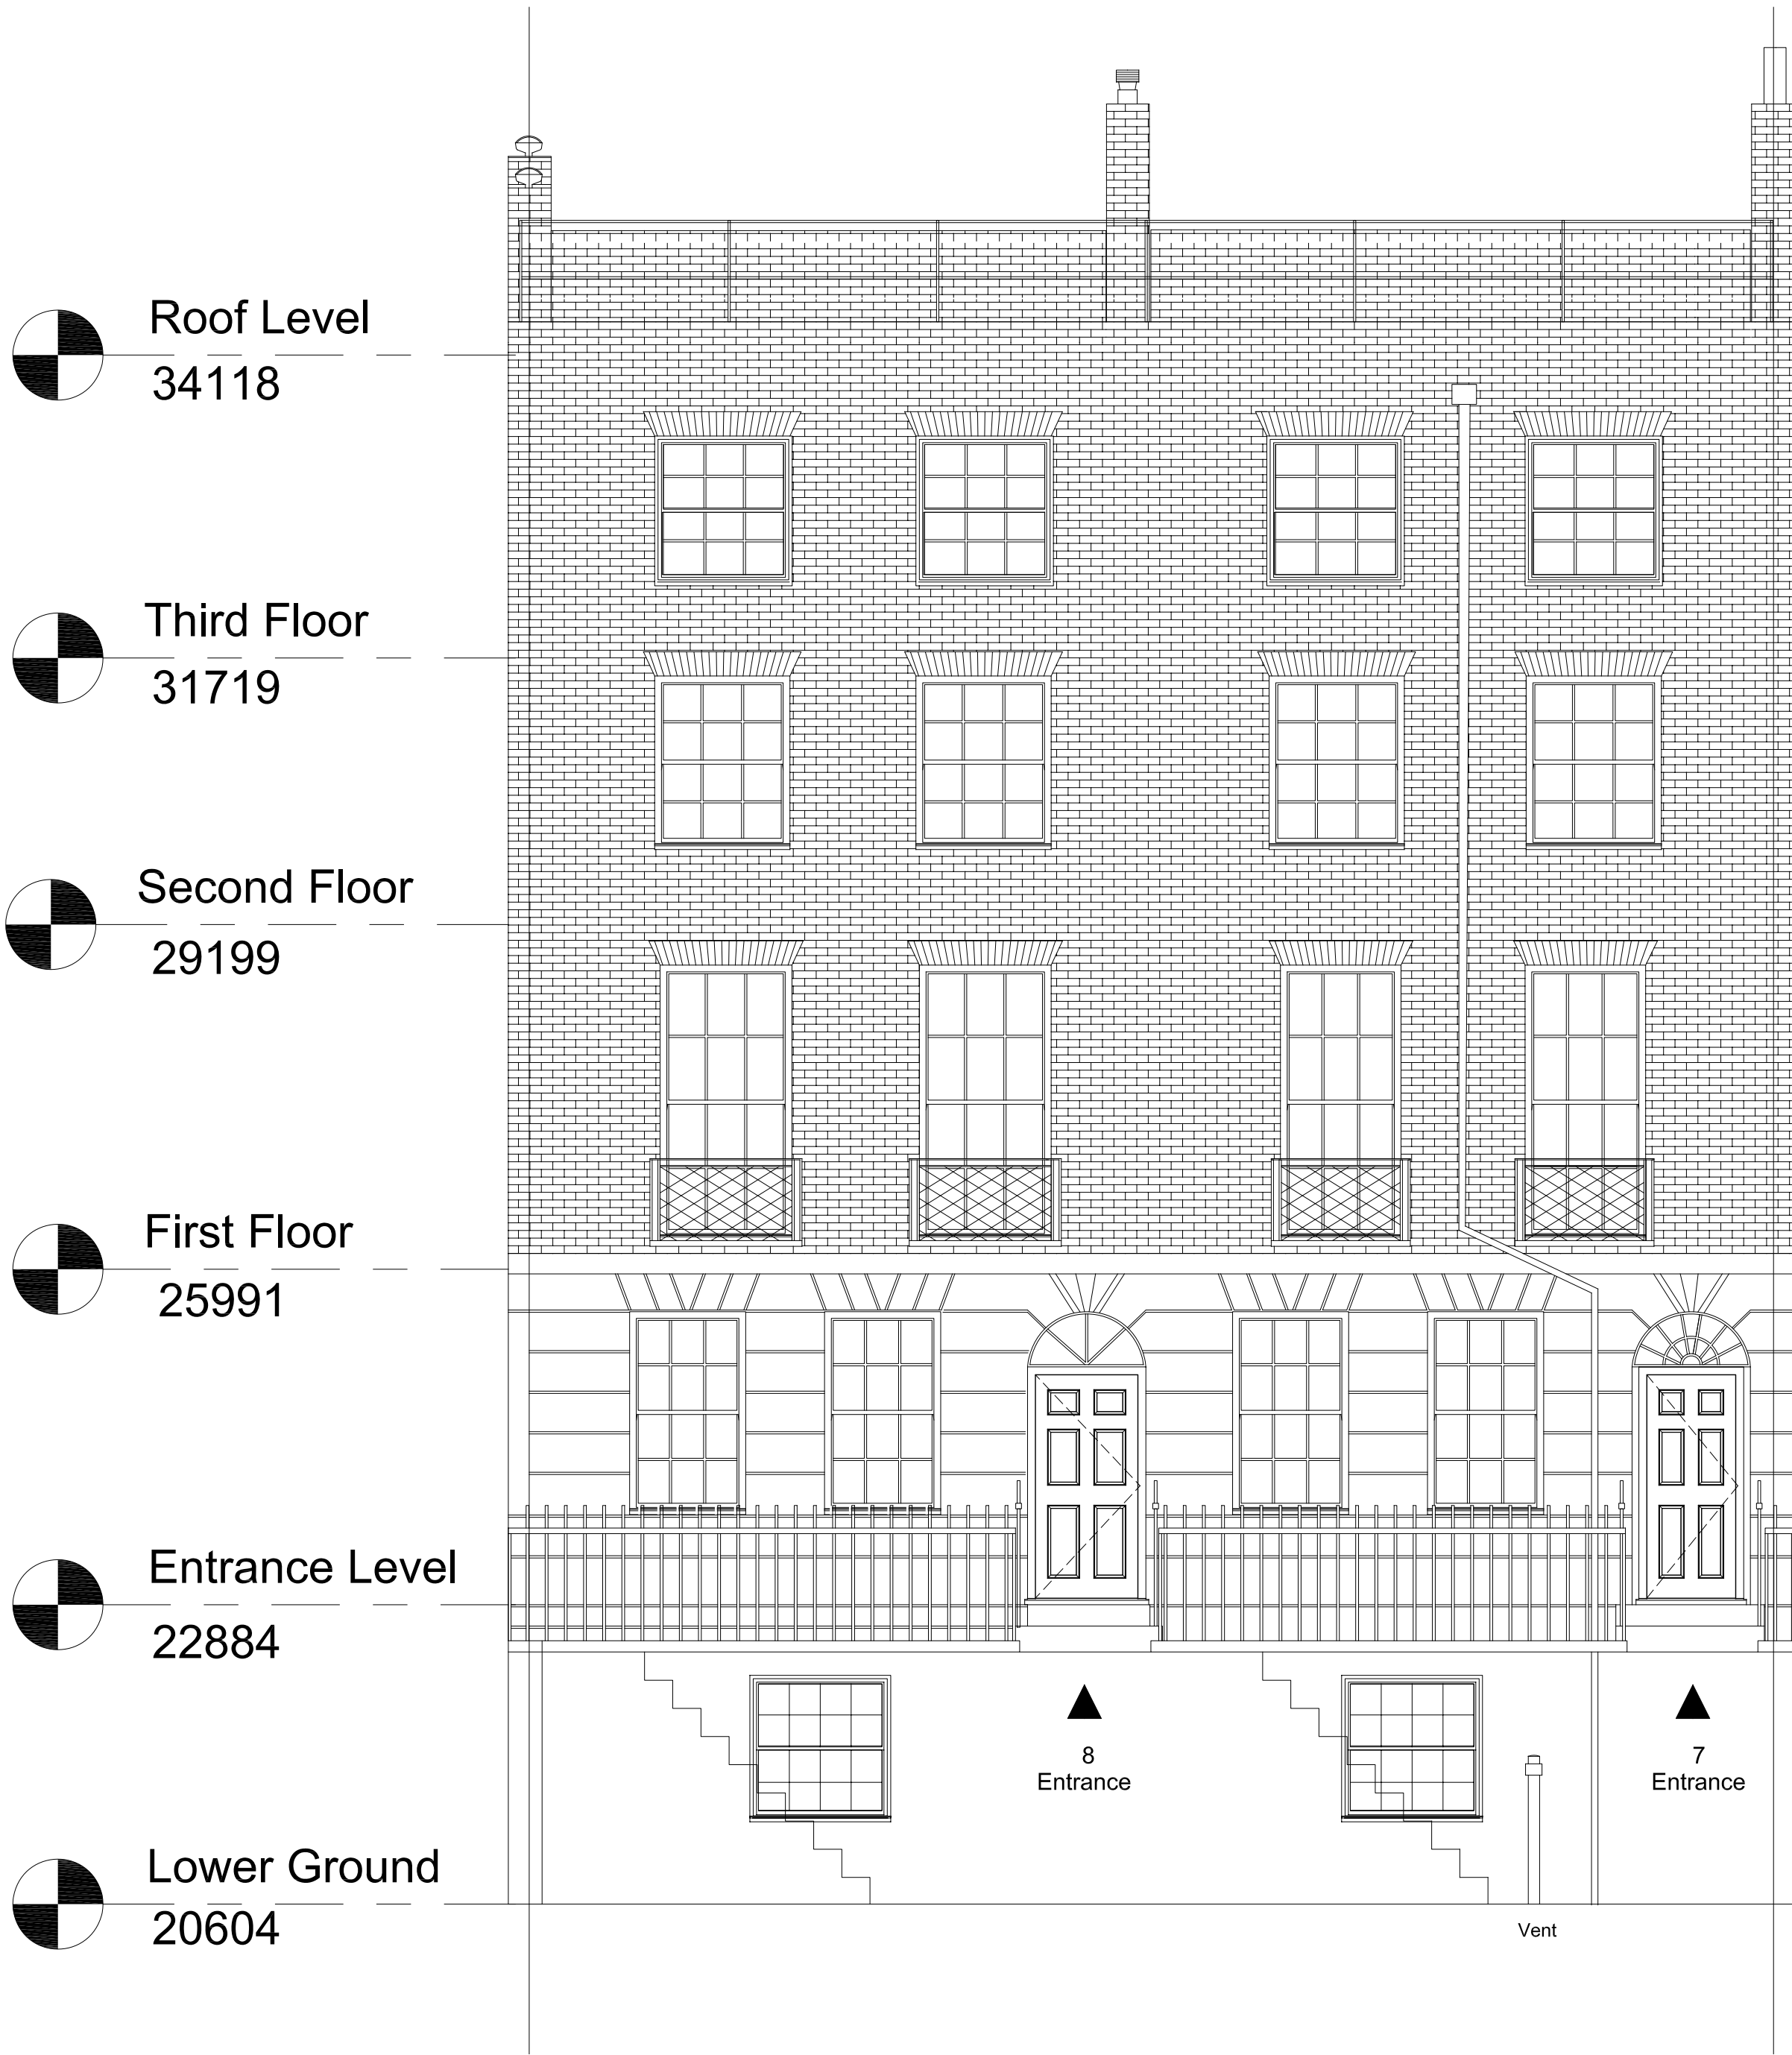 Roof Level
34118
Third Floor
31719
Second Floor
29199
First Floor
25991
Entrance Level
22884
8
Entrance
7
Entrance
Lower Ground
20604
Vent